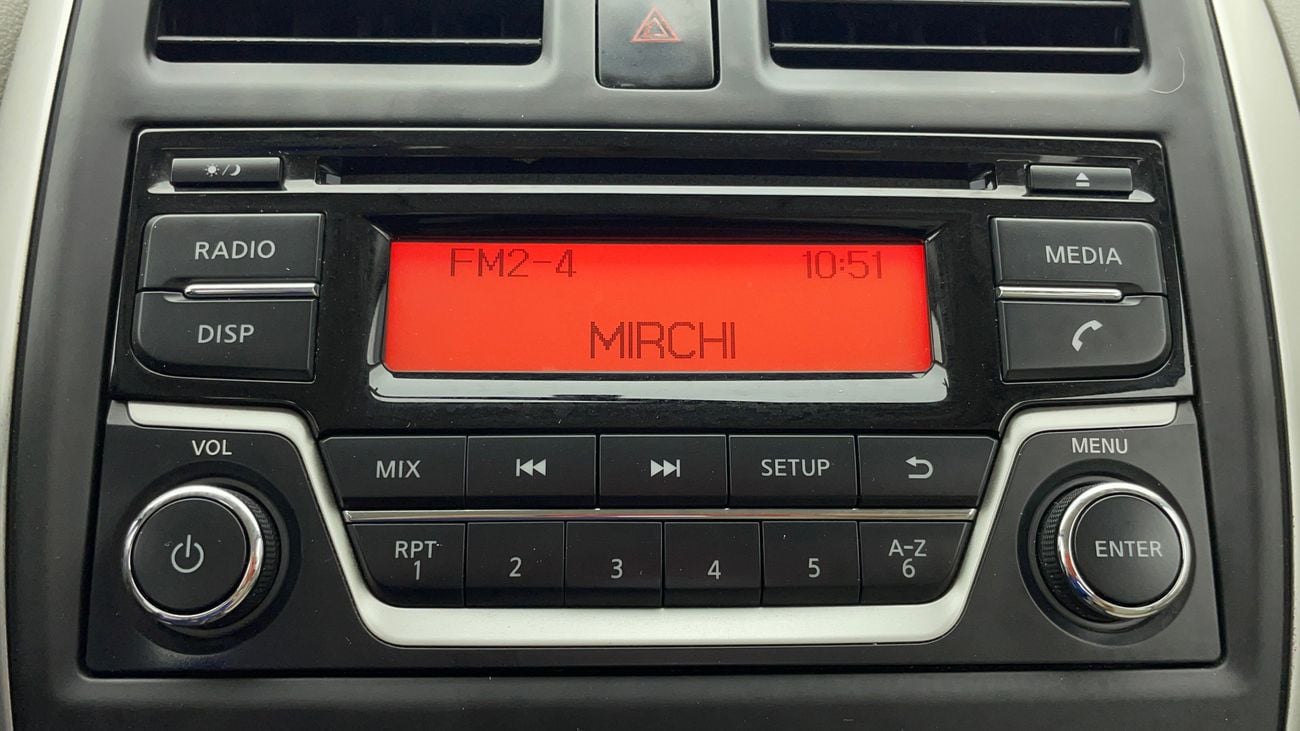 RADIO
DISP
FM2-4 10:51
MIRCHI
MEDIA
VOL
MIX
SETUP
MENU
RPT
1
2
3
4
5
A-Z
6
ENTER